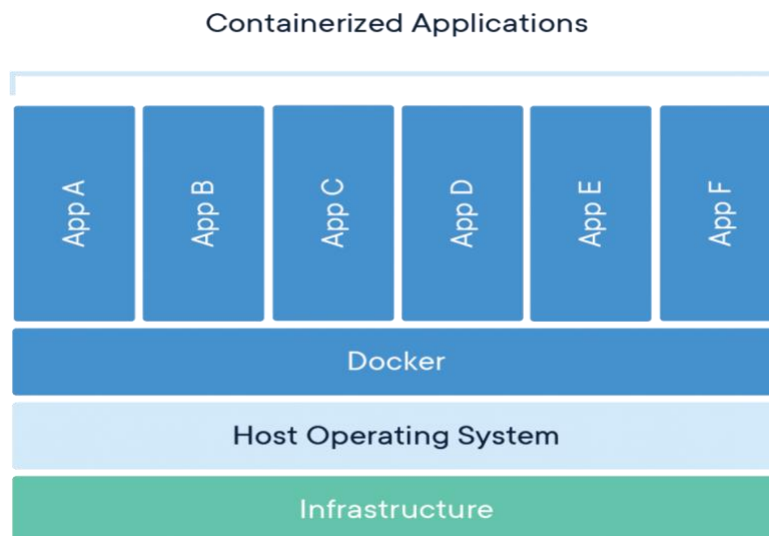 Containerized Applications
App A
App B
App C
App D
App E
App F
Docker
Host Operating System
Infrastructure